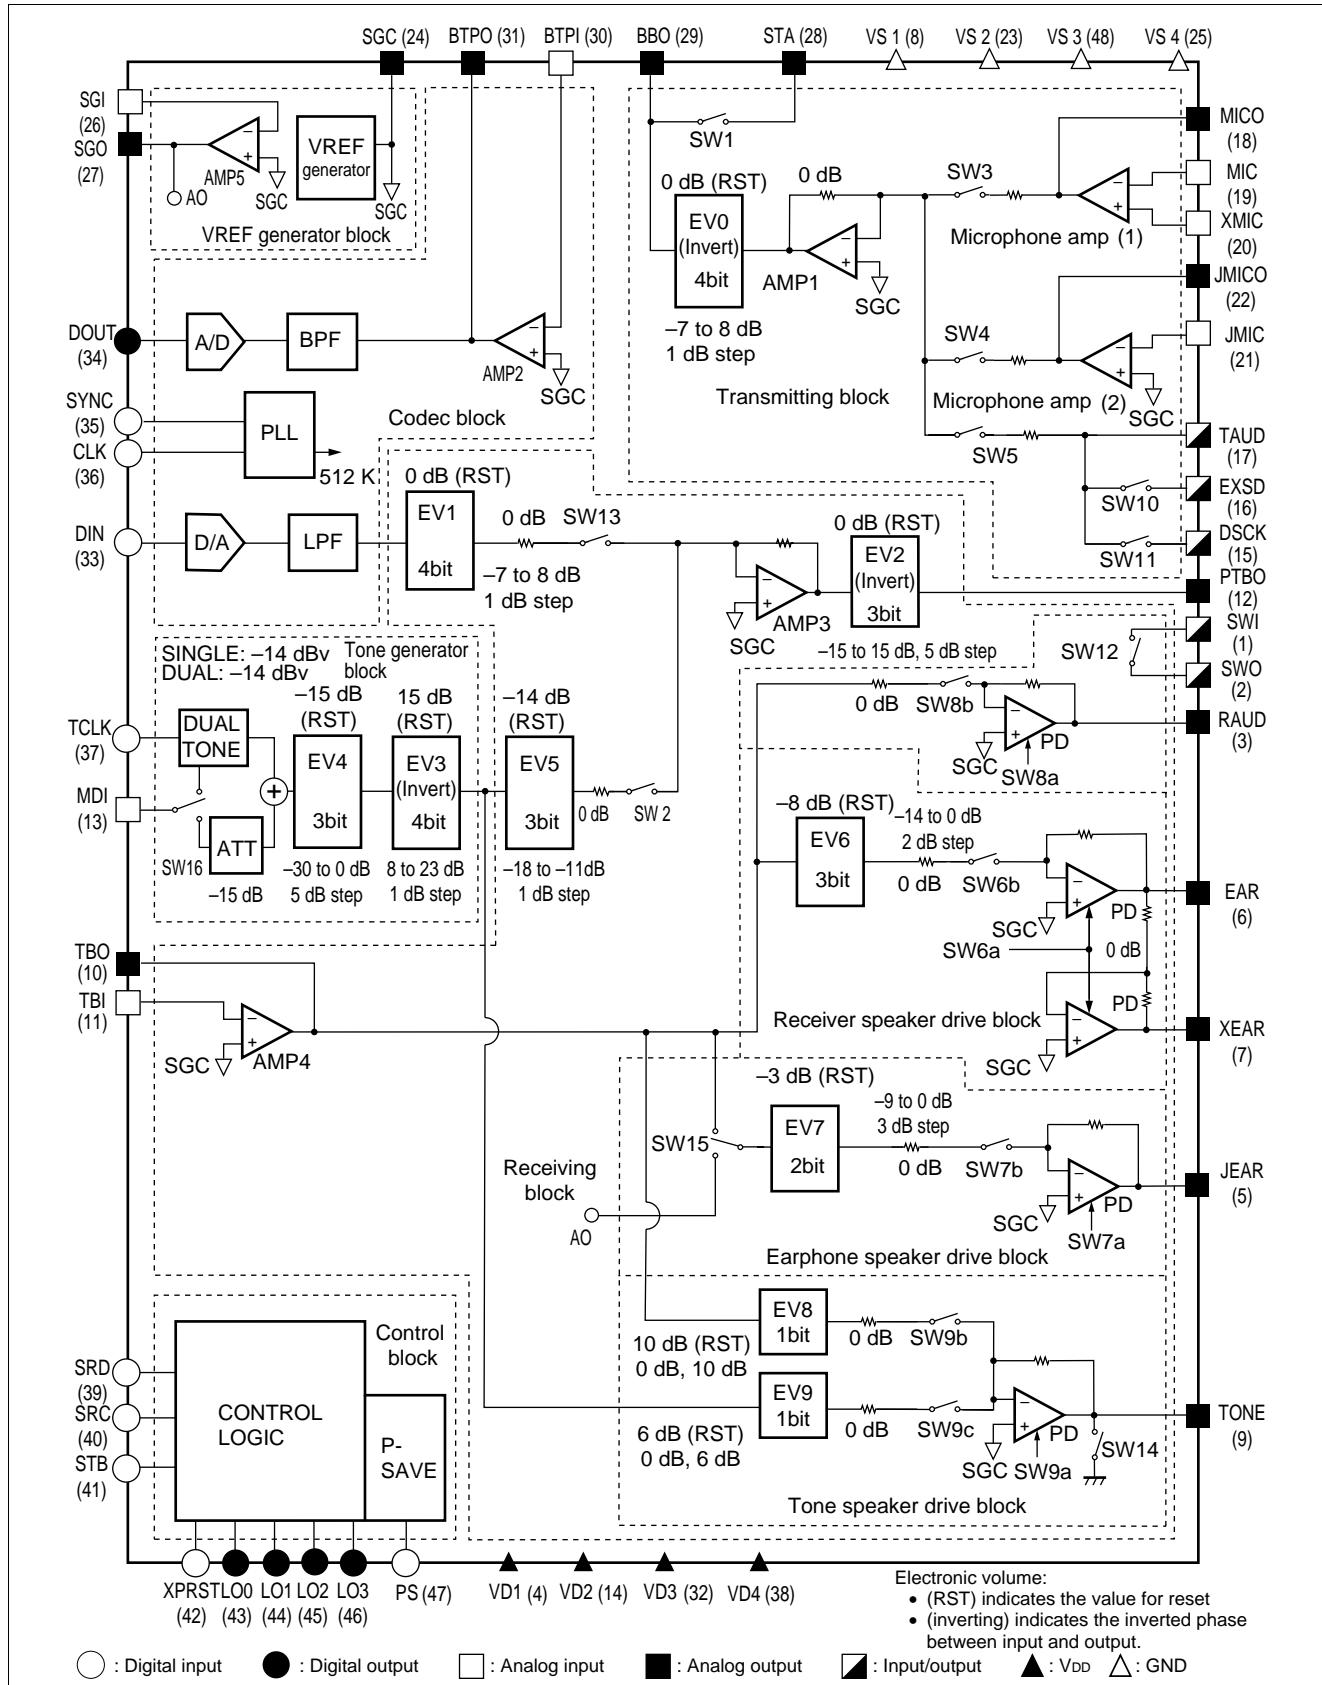 SGC (24)
BTPO (31)
BTPI (30)
BBO (29)
STA (28)
VS 1 (8)
VS 2 (23)
VS 3 (48)
VS 4 (25)
SGI
(26)
SGO
(27)
AO
AMP5
SGC
VREF
generator
SGC
VREF generator block
SW1
0 dB (RST)
EV0
(Invert)
4bit
–7 to 8 dB
1 dB step
0 dB
AMP1
SGC
SW3
Microphone amp (1)
MICO
(18)
MIC
(19)
XMIC
(20)
JMICO
(22)
SW4
JMIC
(21)
Transmitting block
Microphone amp (2)
SGC
DOUT
(34)
A/D
BPF
AMP2
SGC
SYNC
(35)
CLK
(36)
PLL
512 K
Codec block
SW5
TAUD
(17)
SW10
EXSD
(16)
SW11
DSCK
(15)
DIN
(33)
D/A
LPF
0 dB (RST)
EV1
4bit
0 dB
SW13
–7 to 8 dB
1 dB step
SGC
AMP3
0 dB (RST)
EV2
(Invert)
3bit
–15 to 15 dB, 5 dB step
PTBO
(12)
SWI
(1)
SW12
SWO
(2)
SINGLE: –14 dBv
DUAL: –14 dBv
Tone generator
block
TCLK
(37)
DUAL
TONE
MDI
(13)
SW16
ATT
–15 dB
+
–15 dB
(RST)
EV4
3bit
–30 to 0 dB
5 dB step
15 dB
(RST)
EV3
(Invert)
4bit
8 to 23 dB
1 dB step
–14 dB
(RST)
EV5
3bit
–18 to –11dB
1 dB step
0 dB
SW 2
0 dB
SW8b
SGC
PD
SW8a
RAUD
(3)
–8 dB (RST)
EV6
3bit
–14 to 0 dB
2 dB step
0 dB
SW6b
SGC
PD
EAR
(6)
SW6a
0 dB
PD
SGC
Receiver speaker drive block
XEAR
(7)
TBO
(10)
TBI
(11)
SGC
AMP4
–3 dB (RST)
EV7
2bit
–9 to 0 dB
3 dB step
0 dB
SW7b
SW15
Receiving
block
AO
SGC
PD
SW7a
JEAR
(5)
Earphone speaker drive block
EV8
1bit
10 dB (RST)
0 dB, 10 dB
0 dB
SW9b
EV9
1bit
6 dB (RST)
0 dB, 6 dB
0 dB
SW9c
SGC
SW9a
PD
SW14
TONE
(9)
Tone speaker drive block
Control
block
SRD
(39)
SRC
(40)
STB
(41)
CONTROL
LOGIC
P-
SAVE
XPRST
(42)
LO0
(43)
LO1
(44)
LO2
(45)
LO3
(46)
PS (47)
VD1 (4)
VD2 (14)
VD3 (32)
VD4 (38)
Electronic volume:
• (RST) indicates the value for reset
• (inverting) indicates the inverted phase
between input and output.
: Digital input
: Digital output
: Analog input
: Analog output
: Input/output
: VDD
: GND